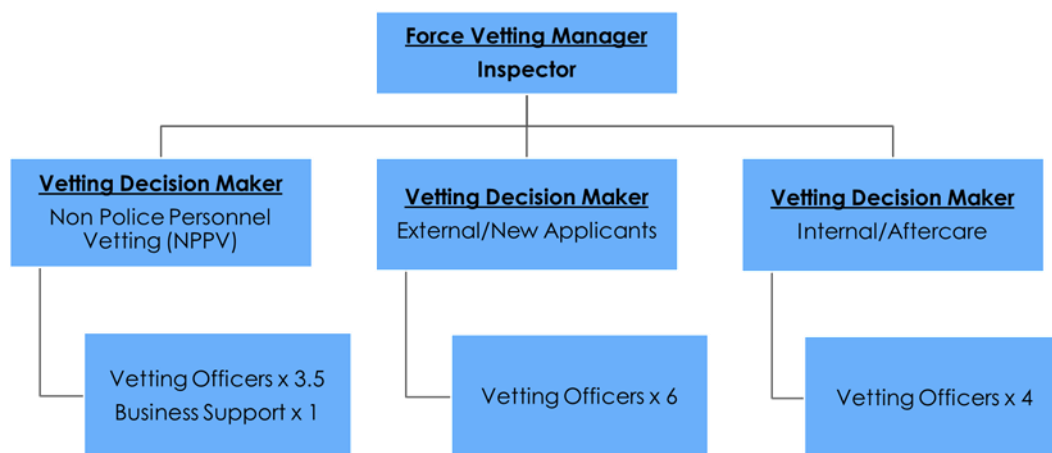 Force Vetting Manager
Inspector
Vetting Decision Maker
Non Police Personnel
Vetting (NPPV)
Vetting Decision Maker
External/New Applicants
Vetting Decision Maker
Internal/Aftercare
Vetting Officers x 3.5
Business Support x 1
Vetting Officers x 6
Vetting Officers x 4